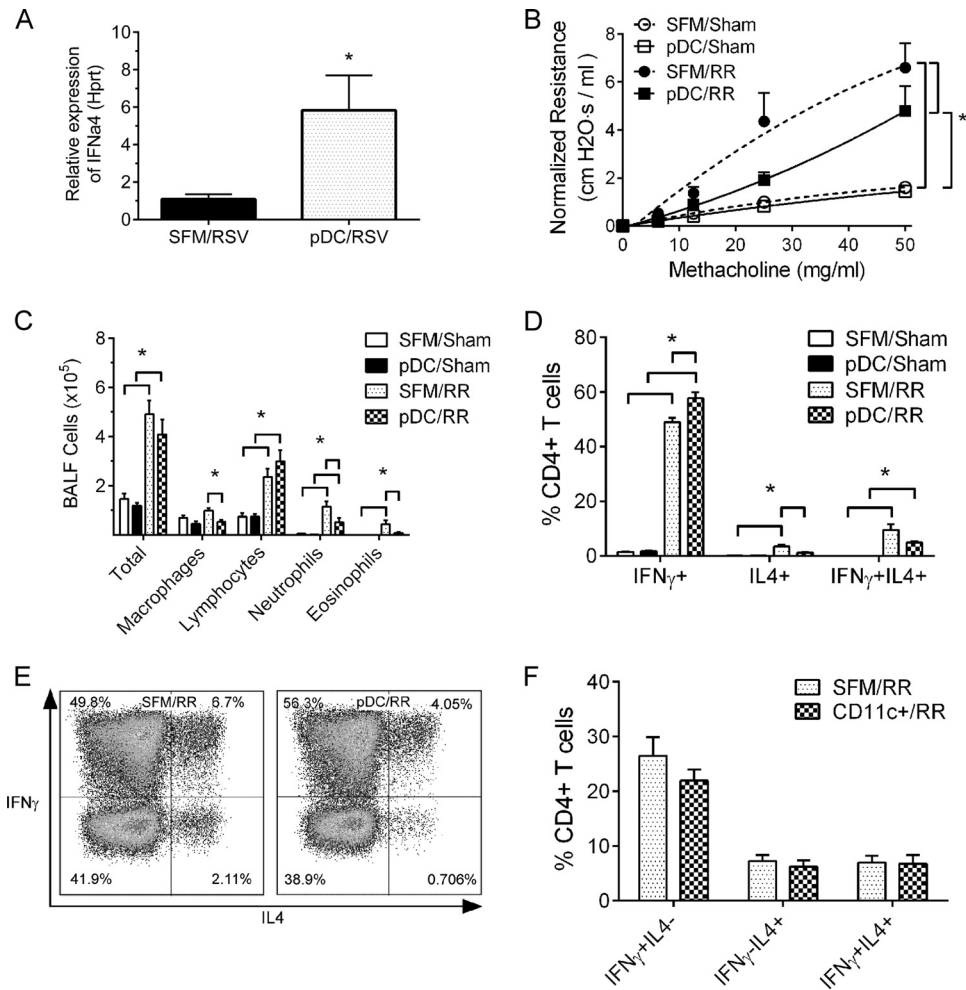 A
Relative expression
of IFNa4 (Hprt)
10
8
6
4
2
0
*
SFM/RSV
pDC/RSV
B
SFM/Sham
pDC/Sham
SFM/RR
pDC/RR
Normalized Resistance
(cm H2O·s / ml)
8
6
4
2
0
0
10
20
30
40
50
*
Methacholine (mg/ml)
C
BALF Cells (x10⁵)
8
6
4
2
*
*
*
*
*
SFM/Sham
pDC/Sham
SFM/RR
pDC/RR
Total
Macrophages
Lymphocytes
Neutrophils
Eosinophils
D
% CD4+ T cells
80
60
40
20
0
*
*
*
SFM/Sham
pDC/Sham
SFM/RR
pDC/RR
IFNγ+
IL4+
IFNγ+IL4+
E
49.8% SFM/RR 6.7%
41.9% 2.11%
56.3% pDC/RR 4.05%
38.9% 0.706%
IFNγ
IL4
F
% CD4+ T cells
40
30
20
10
0
SFM/RR
CD11c+/RR
IFNγ+IL4-
IFNγ-IL4+
IFNγ+IL4+